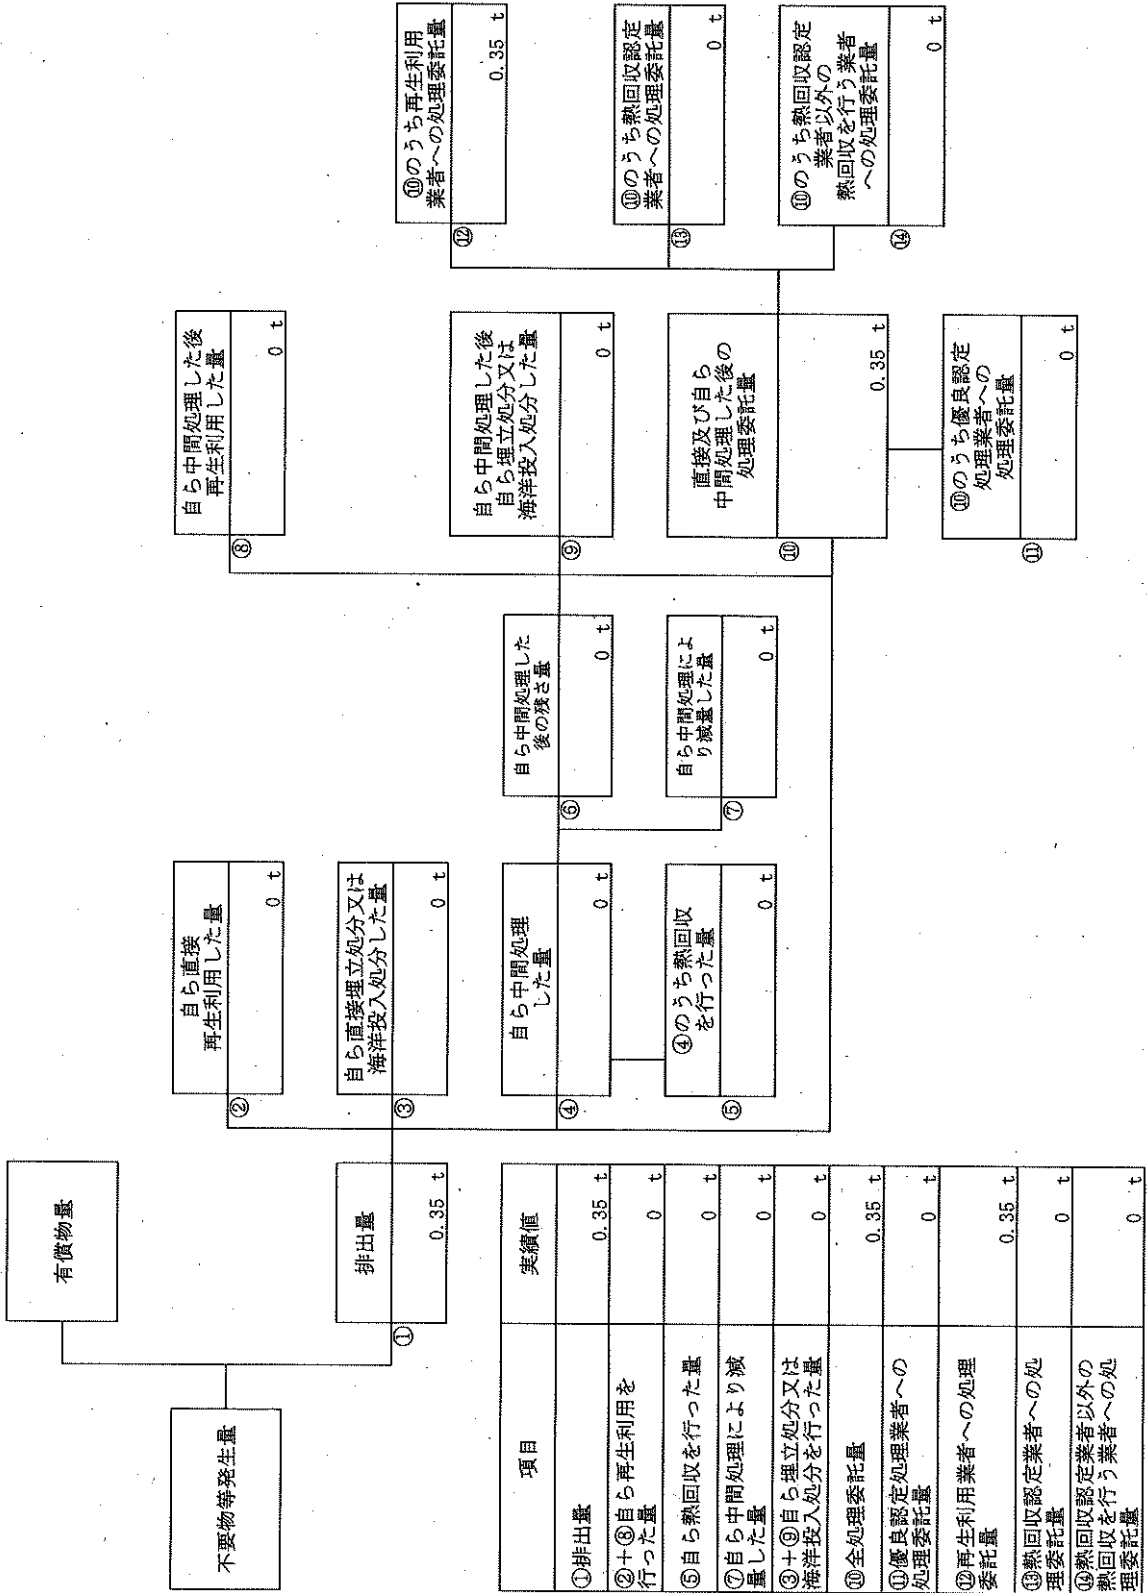 不要物等発生量
有償物量
排出量
①
0.35 t
自ら直接
再生利用した量
②
0 t
自ら直接埋立処分又は
海洋投入処分した量
③
0 t
自ら中間処理
した量
④
0 t
④のうち熱回収
を行った量
⑤
0 t
自ら中間処理した
後の残さ量
⑥
0 t
自ら中間処理によ
り減量した量
⑦
0 t
自ら中間処理した後
再生利用した量
⑧
0 t
自ら中間処理した後
自ら埋立処分又は
海洋投入処分した量
⑨
0 t
直接及び自ら
中間処理した後の
処理委託量
⑩
0.35 t
⑩のうち優良認定
処理業者への
処理委託量
⑪
0 t
⑩のうち再生利用
業者への処理委託量
⑫
0.35 t
⑩のうち熱回収認定
業者への処理委託量
⑬
0 t
⑩のうち熱回収認定
業者以外の
熱回収を行う業者
への処理委託量
⑭
0 t
項目 実績値
①排出量 0.35 t
②+⑧自ら再生利用を
行った量 0 t
⑤自ら熱回収を行った量 0 t
⑦自ら中間処理により減
量した量 0 t
③+⑨自ら埋立処分又は
海洋投入処分を行った量 0 t
⑩全処理委託量 0.35 t
⑪優良認定処理業者への
処理委託量 0 t
⑫再生利用業者への処理
委託量 0.35 t
⑬熱回収認定業者への処
理委託量 0 t
⑭熱回収認定業者以外の
熱回収を行う業者への処
理委託量 0 t